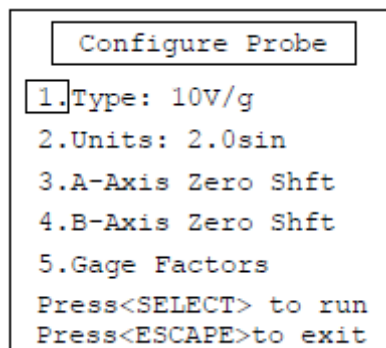 Configure Probe
1.Type: 10V/g
2.Units: 2.0sin
3.A-Axis Zero Shft
4.B-Axis Zero Shft
5.Gage Factors
Press<SELECT> to run
Press<ESCAPE>to exit